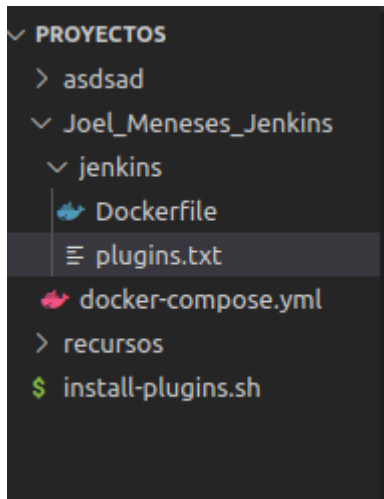 PROYECTOS
asdsad
Joel_Meneses_Jenkins
jenkins
Dockerfile
plugins.txt
docker-compose.yml
recursos
$ install-plugins.sh